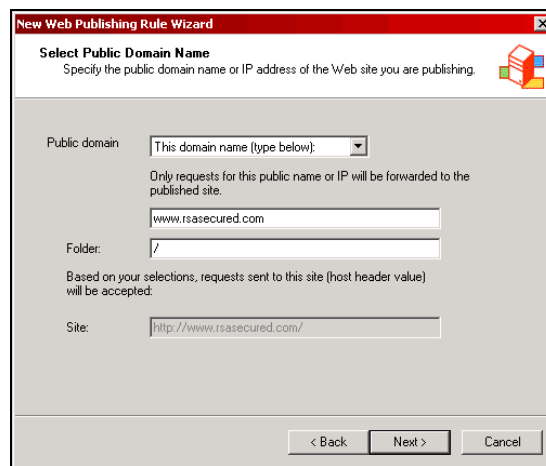 New Web Publishing Rule Wizard
Select Public Domain Name
Specify the public domain name or IP address of the Web site you are publishing.
Public domain
This domain name (type below):
Only requests for this public name or IP will be forwarded to the
published site.
www.rsasecured.com
Folder:
/
Based on your selections, requests sent to this site (host header value)
will be accepted:
Site:
http://www.rsasecured.com/
< Back
Next >
Cancel